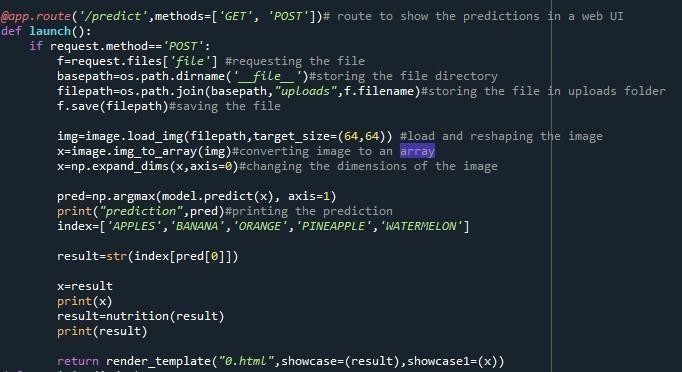 @app.route('/predict',methods=['GET', 'POST'])# route to show the predictions in a web UI
def launch():
    if request.method=='POST':
        f=request.files['file'] #requesting the file
        basepath=os.path.dirname('__file__')#storing the file directory
        filepath=os.path.join(basepath,"uploads",f.filename)#storing the file in uploads folder
        f.save(filepath)#saving the file

        img=image.load_img(filepath,target_size=(64,64)) #load and reshaping the image
        x=image.img_to_array(img)#converting image to an array
        x=np.expand_dims(x,axis=0)#changing the dimensions of the image

        pred=np.argmax(model.predict(x), axis=1)
        print("prediction",pred)#printing the prediction
        index=['APPLES','BANANA','ORANGE','PINEAPPLE','WATERMELON']

        result=str(index[pred[0]])

        x=result
        print(x)
        result=nutrition(result)
        print(result)

        return render_template("0.html",showcase=(result),showcase1=(x))